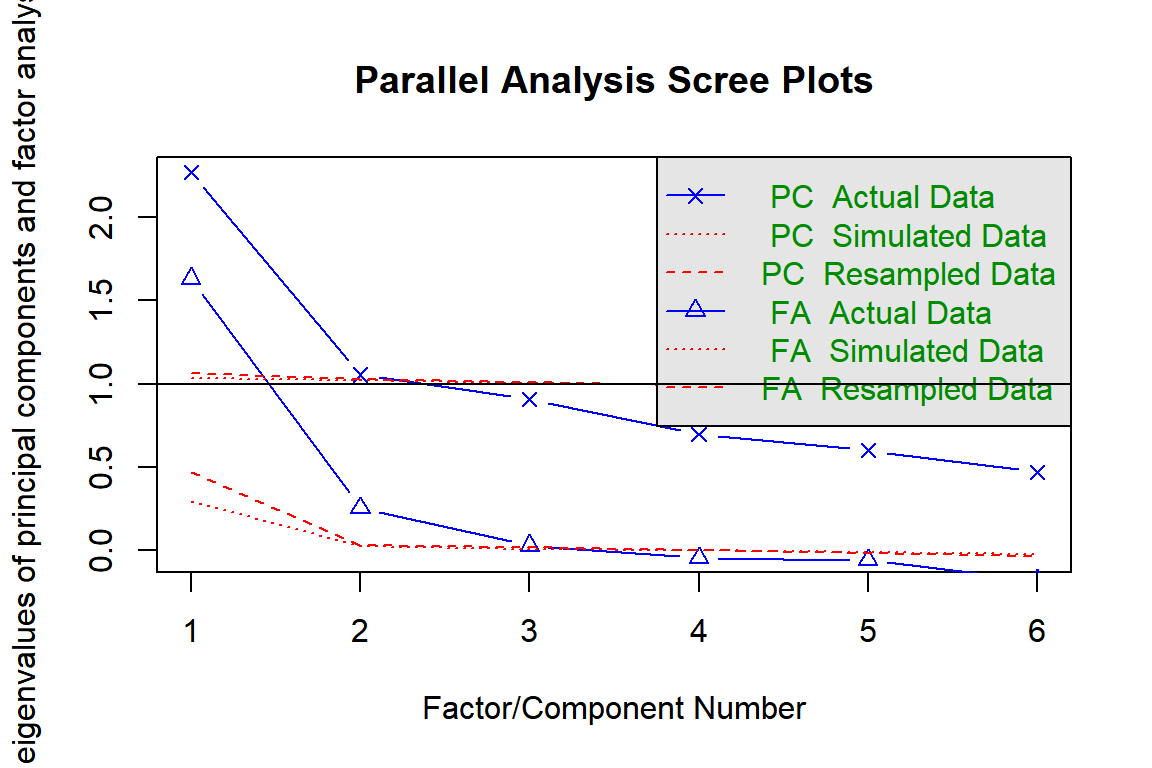 Parallel Analysis Scree Plots
eigenvalues of principal components and factor analys
2.0
1.5
1.0
0.5
0.0
PC Actual Data
PC Simulated Data
PC Resampled Data
FA Actual Data
FA Simulated Data
FA Resampled Data
1 2 3 4 5 6
Factor/Component Number